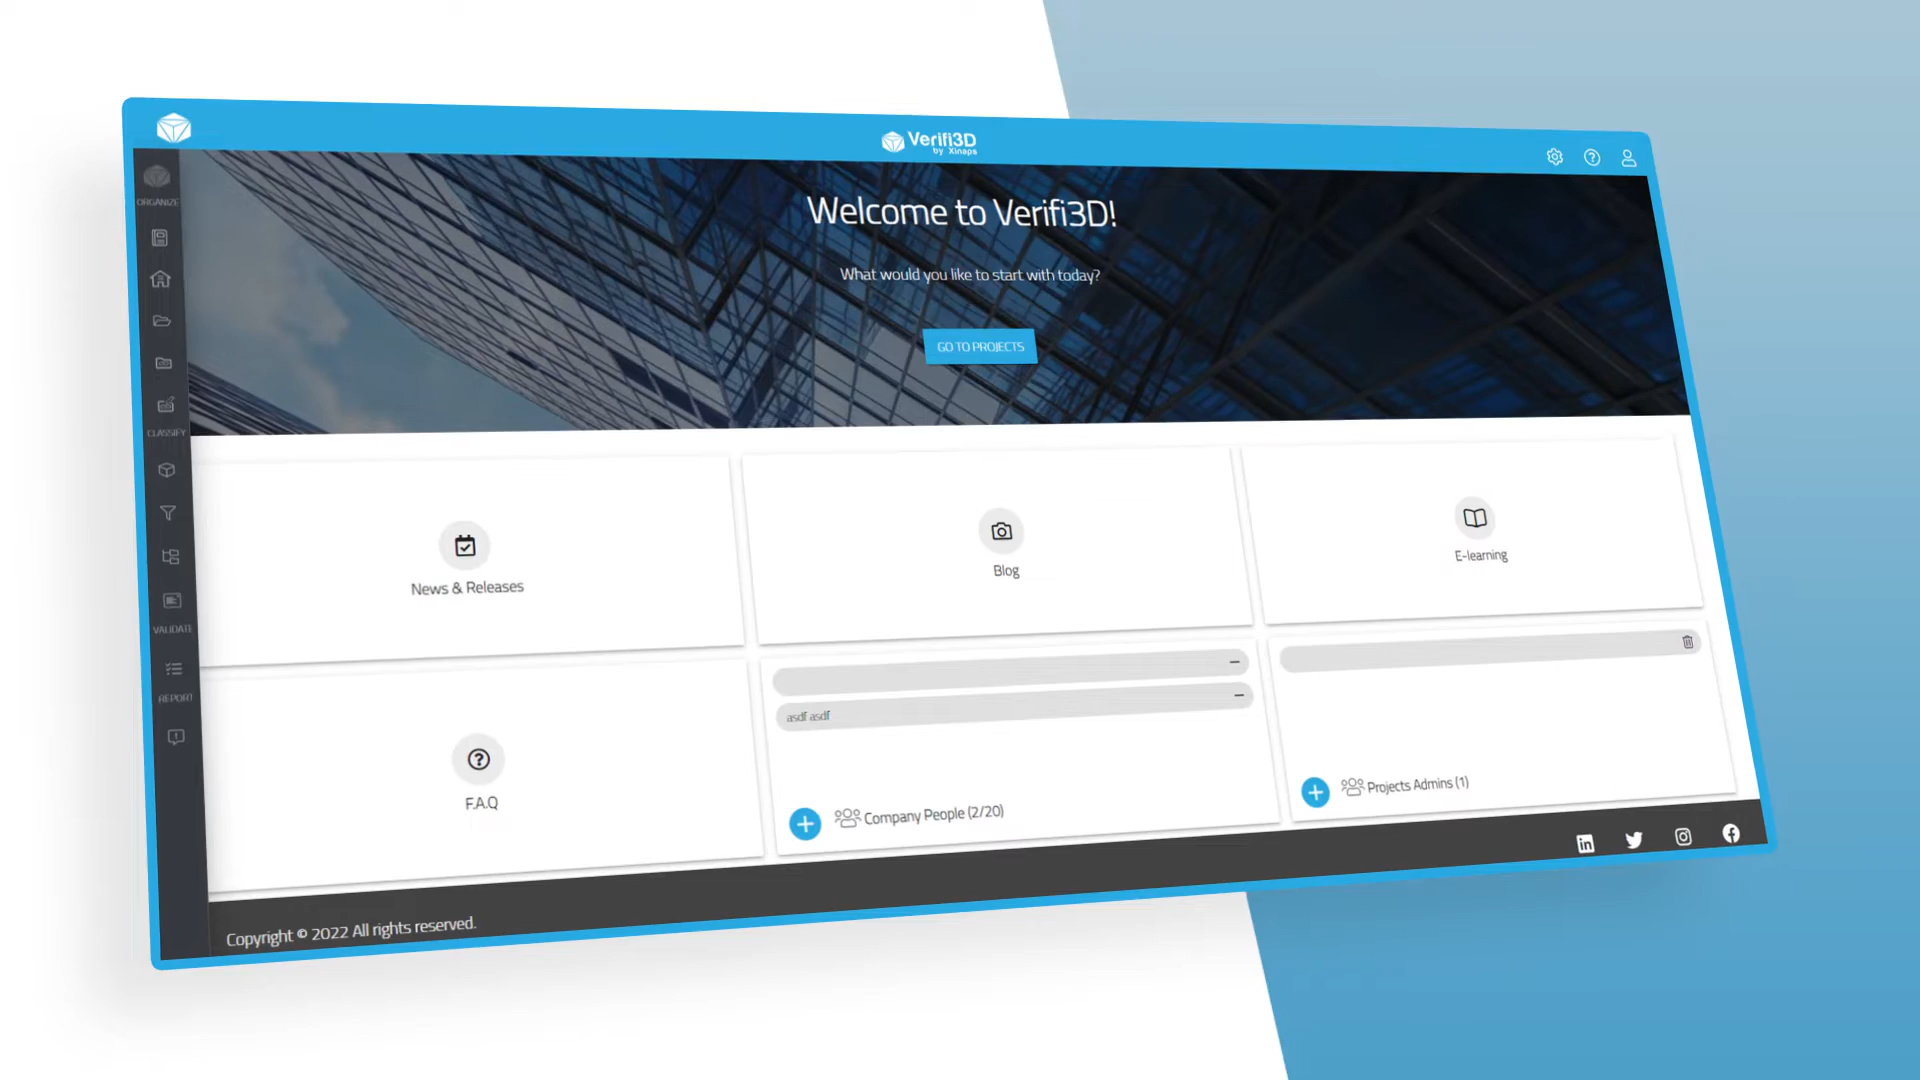 Verifi3D
by Xinaps
ORGANIZE
Welcome to Verifi3D!
What would you like to start with today?
GO TO PROJECTS
CLASSIFY
News & Releases
Blog
E-learning
VALIDATE
REPORT
asdf asdf
F.A.Q
Company People (2/20)
Projects Admins (1)
Copyright © 2022 All rights reserved.